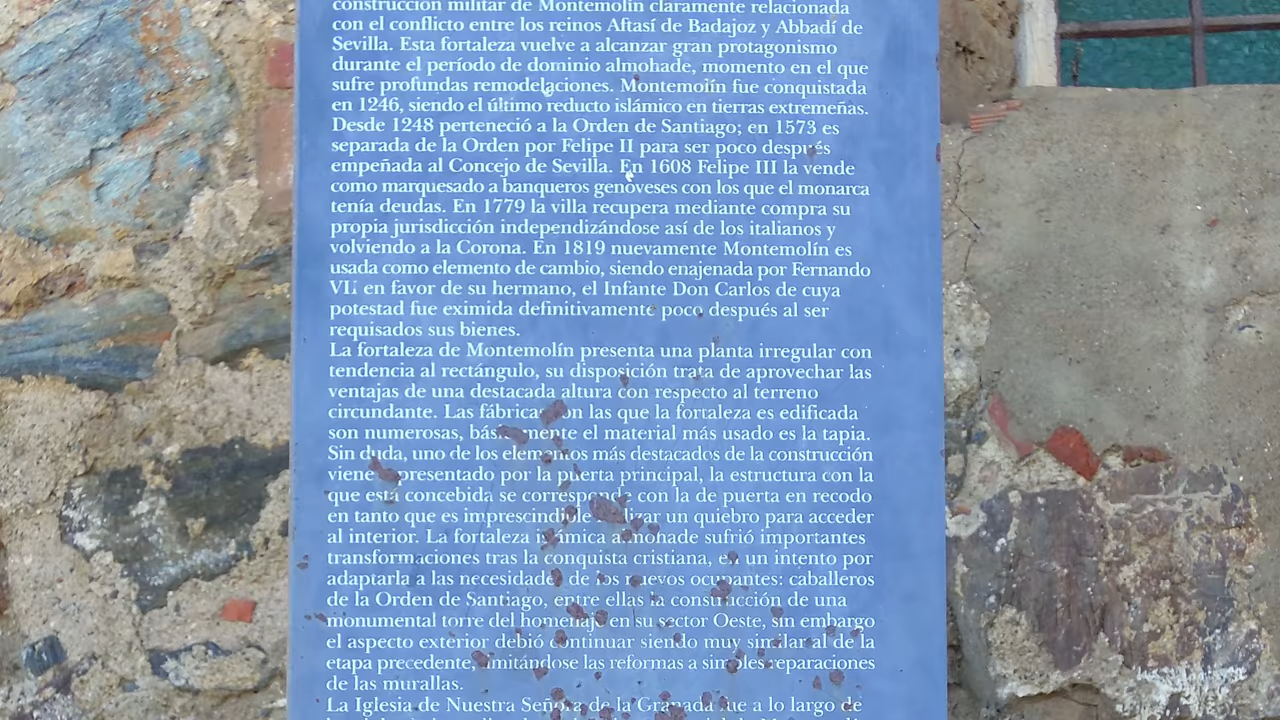 construcción militar de Montemolín claramente relacionada
con el conflicto entre los reinos Aftasí de Badajoz y Abbadí de
Sevilla. Esta fortaleza vuelve a alcanzar gran protagonismo
durante el período de dominio almohade, momento en el que
sufre profundas remodelaciones. Montemolín fue conquistada
en 1246, siendo el último reducto islámico en tierras extremeñas.
Desde 1248 perteneció a la Orden de Santiago; en 1573 es
separada de la Orden por Felipe II para ser poco después
empeñada al Concejo de Sevilla. En 1608 Felipe III la vende
como marquesado a banqueros genoveses con los que el monarca
tenía deudas. En 1779 la villa recupera mediante compra su
propia jurisdicción independizándose así de los italianos y
volviendo a la Corona. En 1819 nuevamente Montemolín es
usada como elemento de cambio, siendo enajenada por Fernando
VII en favor de su hermano, el Infante Don Carlos de cuya
potestad fue eximida definitivamente poco después al ser
requisados sus bienes.
La fortaleza de Montemolín presenta una planta irregular con
tendencia al rectángulo, su disposición trata de aprovechar las
ventajas de una destacada altura con respecto al terreno
circundante. Las fábricas con las que la fortaleza es edificada
son numerosas, básicamente el material más usado es la tapia.
Sin duda, uno de los elementos más destacados de la construcción
viene representado por la puerta principal, la estructura con la
que está concebida se corresponde con la de puerta en recodo
en tanto que es imprescindible realizar un quiebro para acceder
al interior. La fortaleza islámica almohade sufrió importantes
transformaciones tras la conquista cristiana, en un intento por
adaptarla a las necesidades de los nuevos ocupantes: caballeros
de la Orden de Santiago, entre ellas la construcción de una
monumental torre del homenaje en su sector Oeste, sin embargo
el aspecto exterior debió continuar siendo muy similar al de la
etapa precedente, limitándose las reformas a simples reparaciones
de las murallas.
La Iglesia de Nuestra Señora de la Granada fue a lo largo de